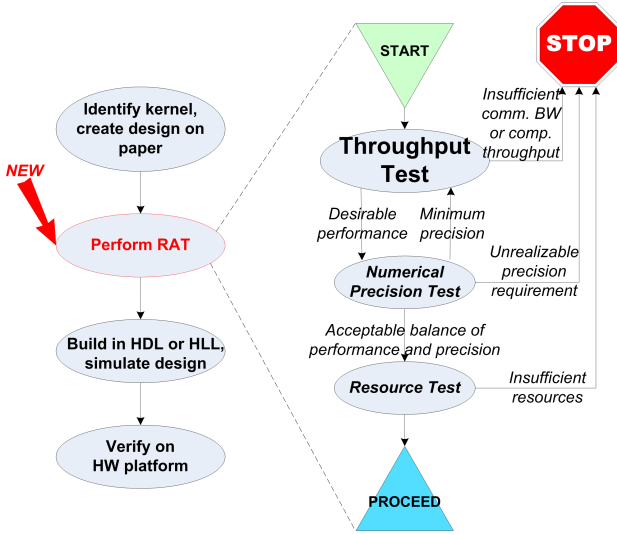 Identify kernel,
create design on
paper
NEW
Perform RAT
Build in HDL or HLL,
simulate design
Verify on
HW platform
START
STOP
Throughput
Test
Insufficient
comm. BW
or comp.
throughput
Desirable
performance
Minimum
precision
Numerical
Precision Test
Unrealizable
precision
requirement
Acceptable balance of
performance and precision
Resource Test
Insufficient
resources
PROCEED